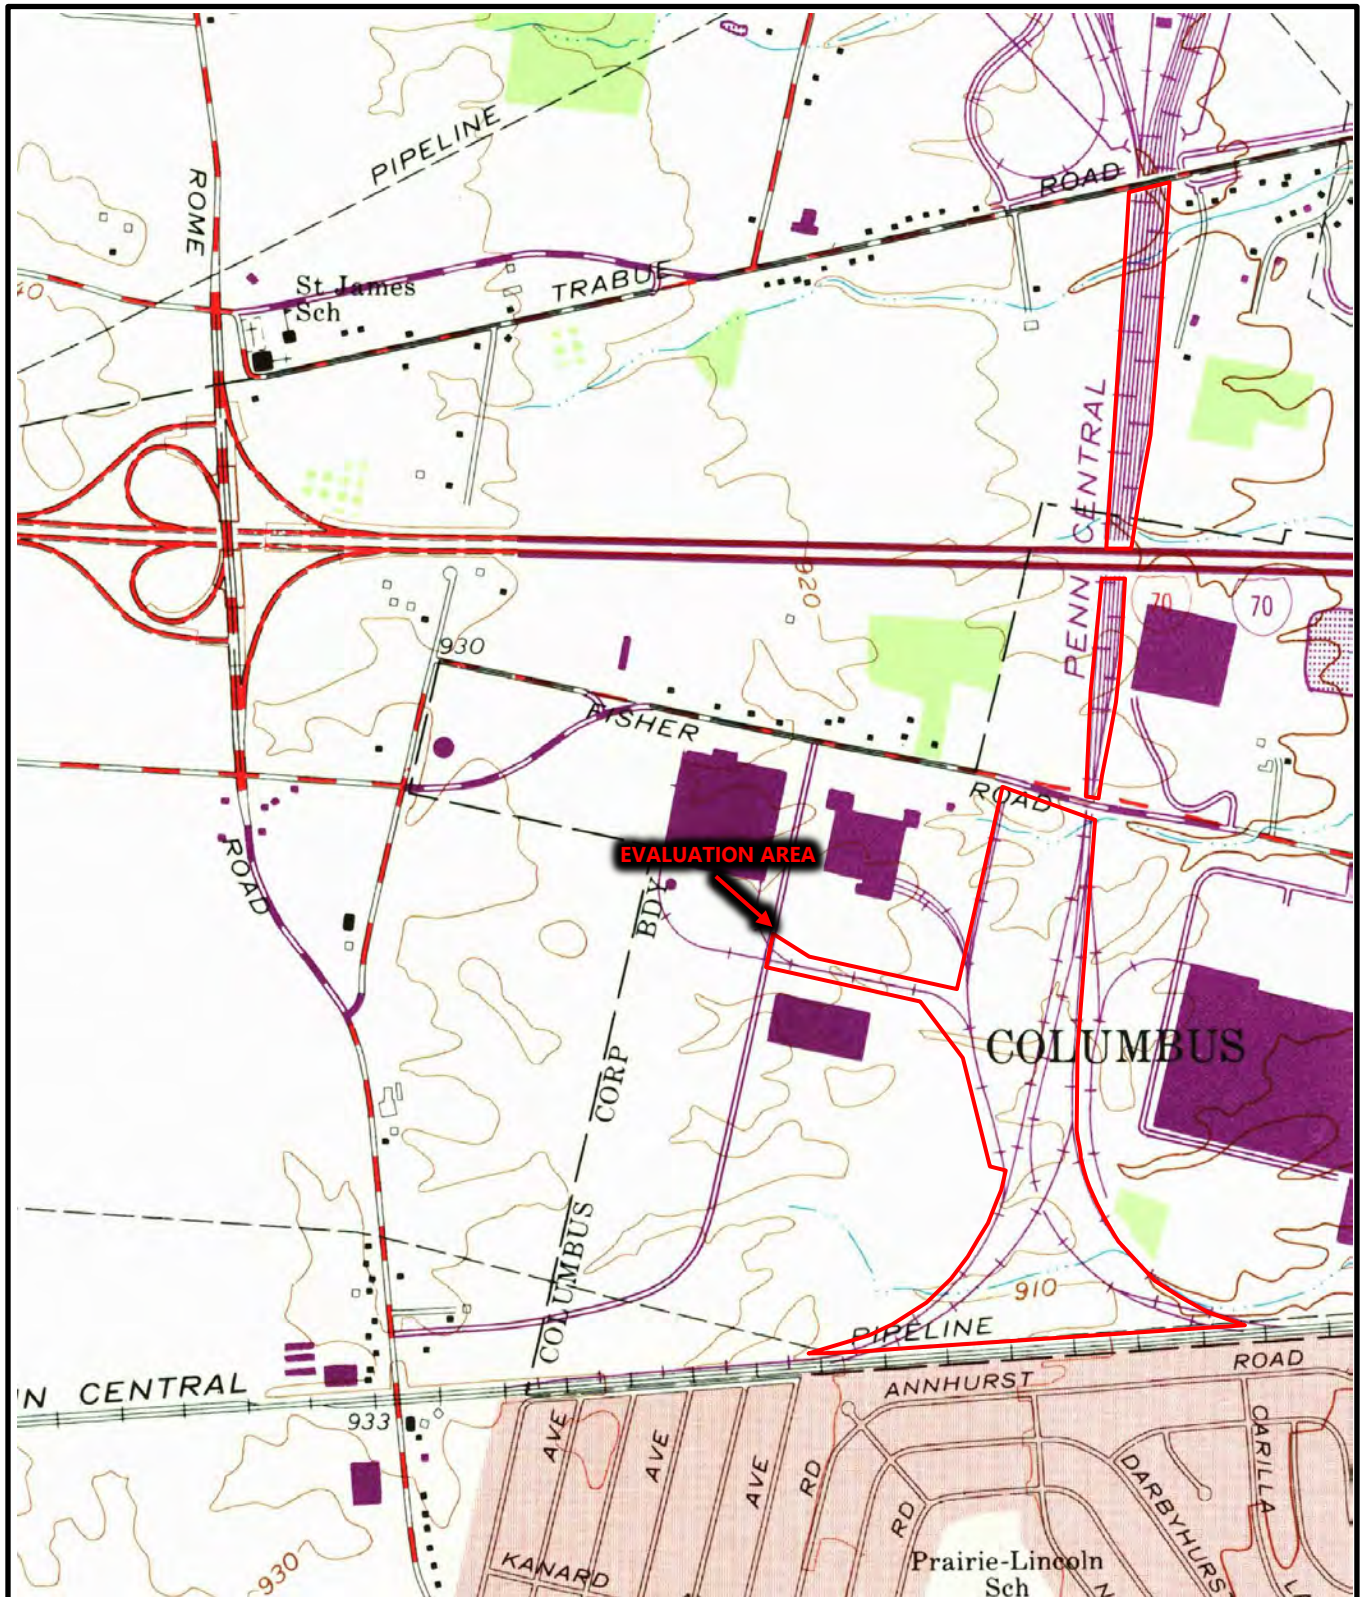 PIPELINE
ROAD
ROME
St James
Sch
TRABUE
40
PENN CENTRAL
920
70
70
930
FISHER
ROAD
EVALUATION AREA
ROAD
COLUMBUS CORP BDY
COLUMBUS
910
PIPELINE
N CENTRAL
ANNHURST
ROAD
933
AVE
AVE
AVE
RD
RD
CARILLA
DARBYHURS
930
KANARD
Prairie-Lincoln
Sch
N
L